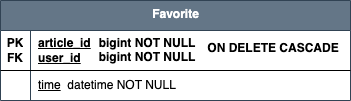 Favorite
PK article_id bigint NOT NULL ON DELETE CASCADE
FK user_id bigint NOT NULL
time datetime NOT NULL